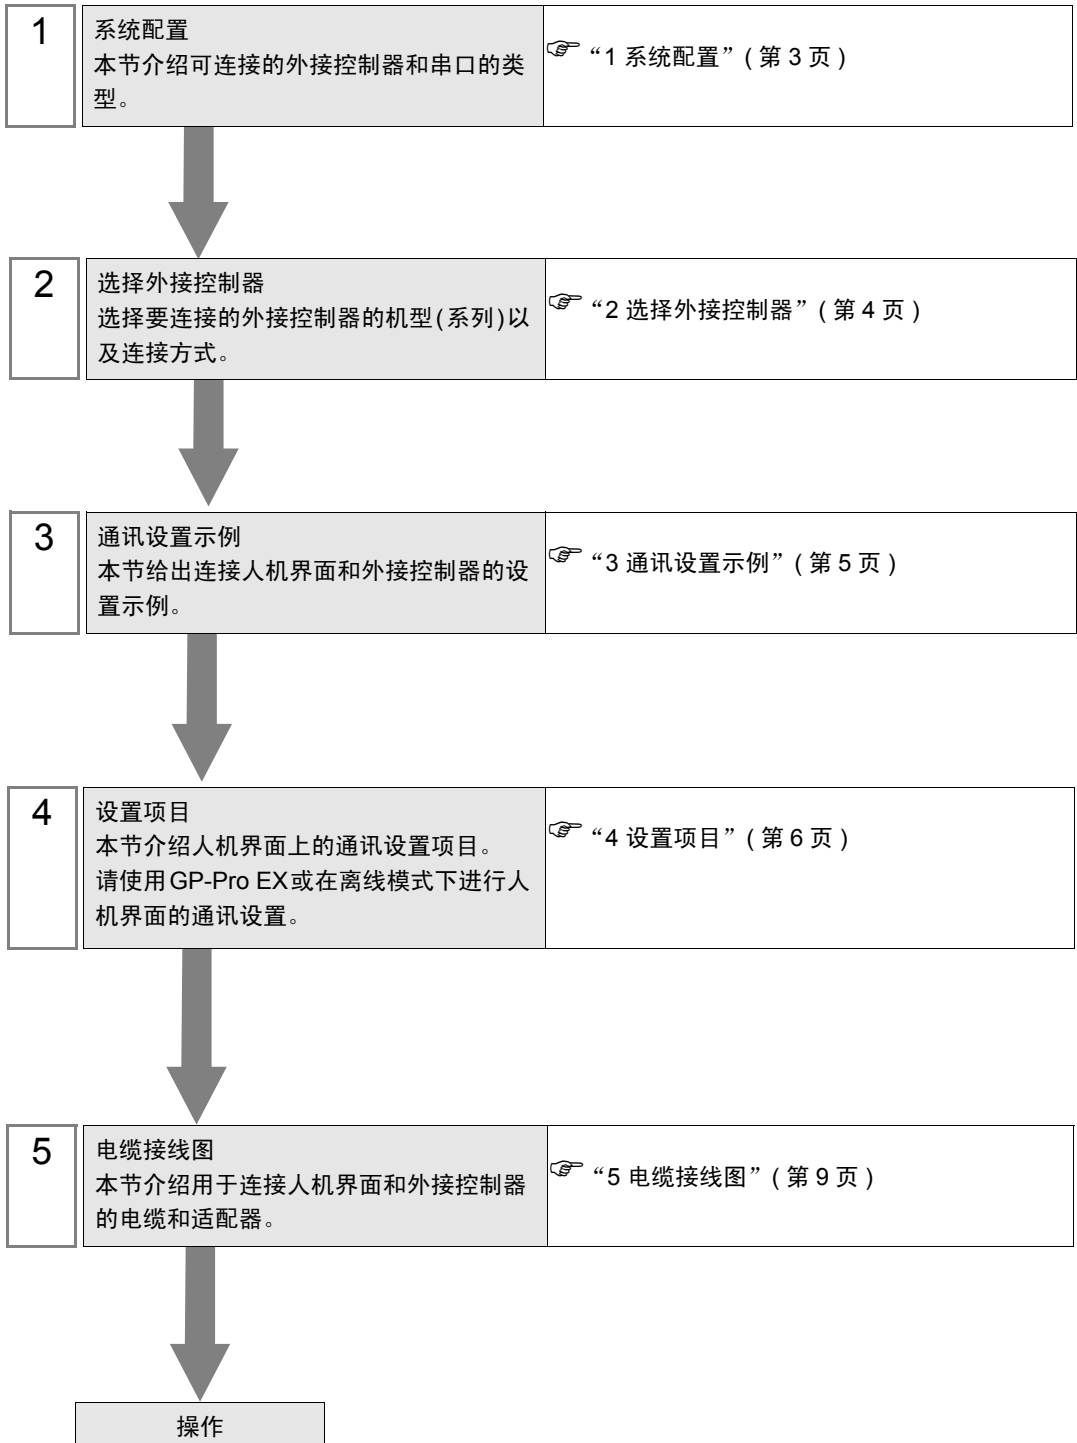 1
系统配置
本节介绍可连接的外接控制器和串口的类
型。
☞ “1 系统配置” ( 第 3 页 )
2
选择外接控制器
选择要连接的外接控制器的机型(系列)以
及连接方式。
☞ “2 选择外接控制器” ( 第 4 页 )
3
通讯设置示例
本节给出连接人机界面和外接控制器的设
置示例。
☞ “3 通讯设置示例” ( 第 5 页 )
4
设置项目
本节介绍人机界面上的通讯设置项目。
请使用GP-Pro EX或在离线模式下进行人
机界面的通讯设置。
☞ “4 设置项目” ( 第 6 页 )
5
电缆接线图
本节介绍用于连接人机界面和外接控制器
的电缆和适配器。
☞ “5 电缆接线图” ( 第 9 页 )
操作